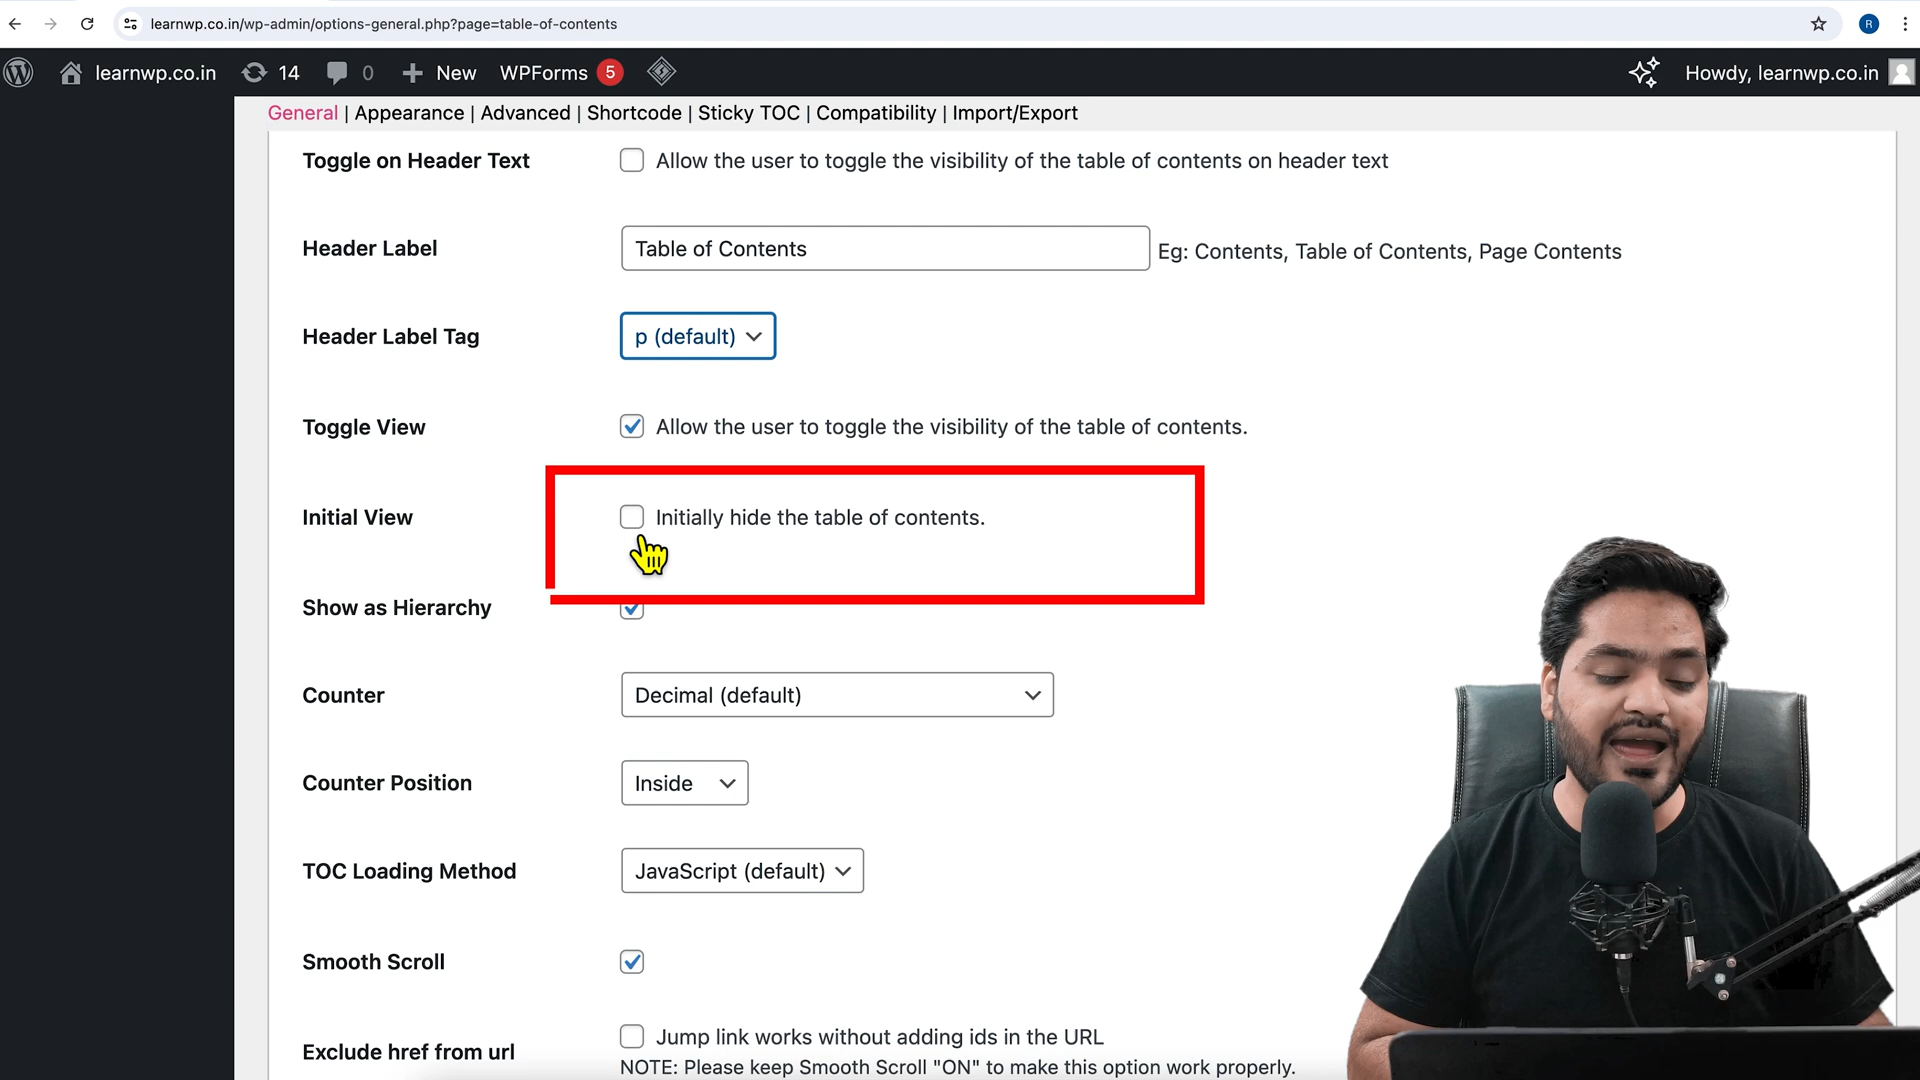 learnwp.co.in/wp-admin/options-general.php?page=table-of-contents
R
learnwp.co.in 14 0 New WPForms 5 Howdy, learnwp.co.in
General | Appearance | Advanced | Shortcode | Sticky TOC | Compatibility | Import/Export
Toggle on Header Text Allow the user to toggle the visibility of the table of contents on header text
Header Label Table of Contents Eg: Contents, Table of Contents, Page Contents
Header Label Tag p (default)
Toggle View Allow the user to toggle the visibility of the table of contents.
Initial View Initially hide the table of contents.
Show as Hierarchy
Counter Decimal (default)
Counter Position Inside
TOC Loading Method JavaScript (default)
Smooth Scroll
Exclude href from url Jump link works without adding ids in the URL
NOTE: Please keep Smooth Scroll "ON" to make this option work properly.